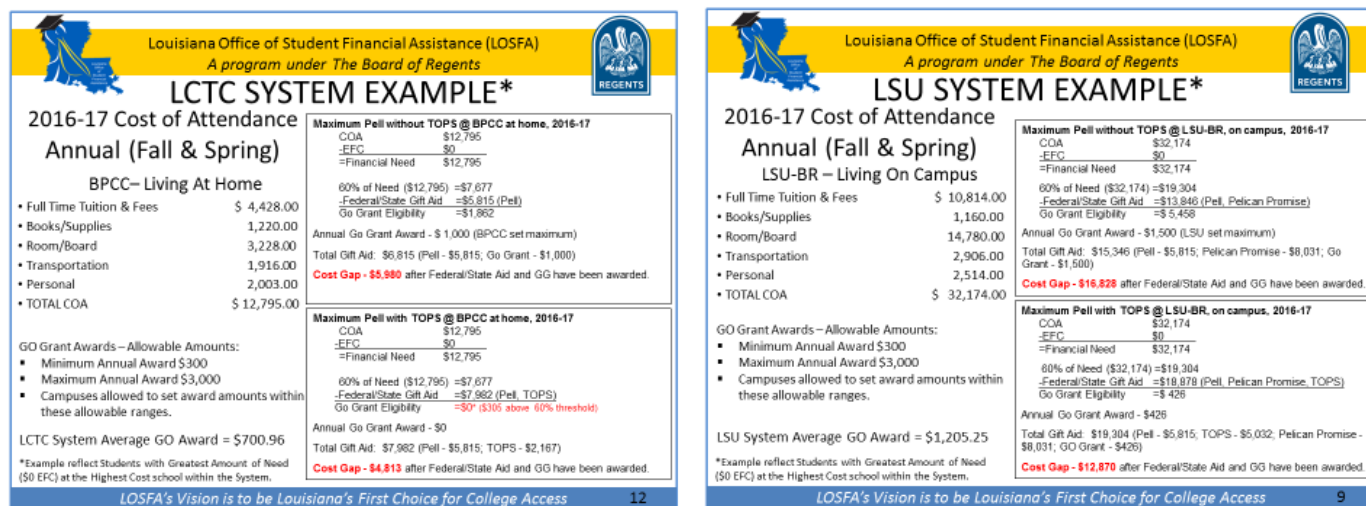 Louisiana Office of Student Financial Assistance (LOSFA)
A program under The Board of Regents
REGENTS
LCTC SYSTEM EXAMPLE*
2016-17 Cost of Attendance
Annual (Fall & Spring)
BPCC– Living At Home
• Full Time Tuition & Fees $ 4,428.00
• Books/Supplies 1,220.00
• Room/Board 3,228.00
• Transportation 1,916.00
• Personal 2,003.00
• TOTAL COA $ 12,795.00
GO Grant Awards – Allowable Amounts:
▪ Minimum Annual Award $300
▪ Maximum Annual Award $3,000
▪ Campuses allowed to set award amounts within
these allowable ranges.
LCTC System Average GO Award = $700.96
*Example reflect Students with Greatest Amount of Need
($0 EFC) at the Highest Cost school within the System.
Maximum Pell without TOPS @ BPCC at home, 2016-17
COA $12,795
-EFC $0
=Financial Need $12,795
60% of Need ($12,795) =$7,677
-Federal/State Gift Aid =$5,815 (Pell)
Go Grant Eligibility =$1,862
Annual Go Grant Award - $ 1,000 (BPCC set maximum)
Total Gift Aid: $6,815 (Pell - $5,815; Go Grant - $1,000)
Cost Gap - $5,980 after Federal/State Aid and GG have been awarded.
Maximum Pell with TOPS @ BPCC at home, 2016-17
COA $12,795
-EFC $0
=Financial Need $12,795
60% of Need ($12,795) =$7,677
-Federal/State Gift Aid =$7,982 (Pell, TOPS)
Go Grant Eligibility =$0* ($305 above 60% threshold)
Annual Go Grant Award - $0
Total Gift Aid: $7,982 (Pell - $5,815; TOPS - $2,167)
Cost Gap - $4,813 after Federal/State Aid and GG have been awarded.
LOSFA's Vision is to be Louisiana's First Choice for College Access 12
Louisiana Office of Student Financial Assistance (LOSFA)
A program under The Board of Regents
REGENTS
LSU SYSTEM EXAMPLE*
2016-17 Cost of Attendance
Annual (Fall & Spring)
LSU-BR – Living On Campus
• Full Time Tuition & Fees $ 10,814.00
• Books/Supplies 1,160.00
• Room/Board 14,780.00
• Transportation 2,906.00
• Personal 2,514.00
• TOTAL COA $ 32,174.00
GO Grant Awards – Allowable Amounts:
▪ Minimum Annual Award $300
▪ Maximum Annual Award $3,000
▪ Campuses allowed to set award amounts within
these allowable ranges.
LSU System Average GO Award = $1,205.25
*Example reflect Students with Greatest Amount of Need
($0 EFC) at the Highest Cost school within the System.
Maximum Pell without TOPS @ LSU-BR, on campus, 2016-17
COA $32,174
-EFC $0
=Financial Need $32,174
60% of Need ($32,174) =$19,304
-Federal/State Gift Aid =$13,846 (Pell, Pelican Promise)
Go Grant Eligibility =$ 5,458
Annual Go Grant Award - $1,500 (LSU set maximum)
Total Gift Aid: $15,346 (Pell - $5,815; Pelican Promise - $8,031; Go
Grant - $1,500)
Cost Gap - $16,828 after Federal/State Aid and GG have been awarded.
Maximum Pell with TOPS @ LSU-BR, on campus, 2016-17
COA $32,174
-EFC $0
=Financial Need $32,174
60% of Need ($32,174) =$19,304
-Federal/State Gift Aid =$18,878 (Pell, Pelican Promise, TOPS)
Go Grant Eligibility =$ 426
Annual Go Grant Award - $426
Total Gift Aid: $19,304 (Pell - $5,815; TOPS - $5,032; Pelican Promise -
$8,031; GO Grant - $426)
Cost Gap - $12,870 after Federal/State Aid and GG have been awarded.
LOSFA's Vision is to be Louisiana's First Choice for College Access 9